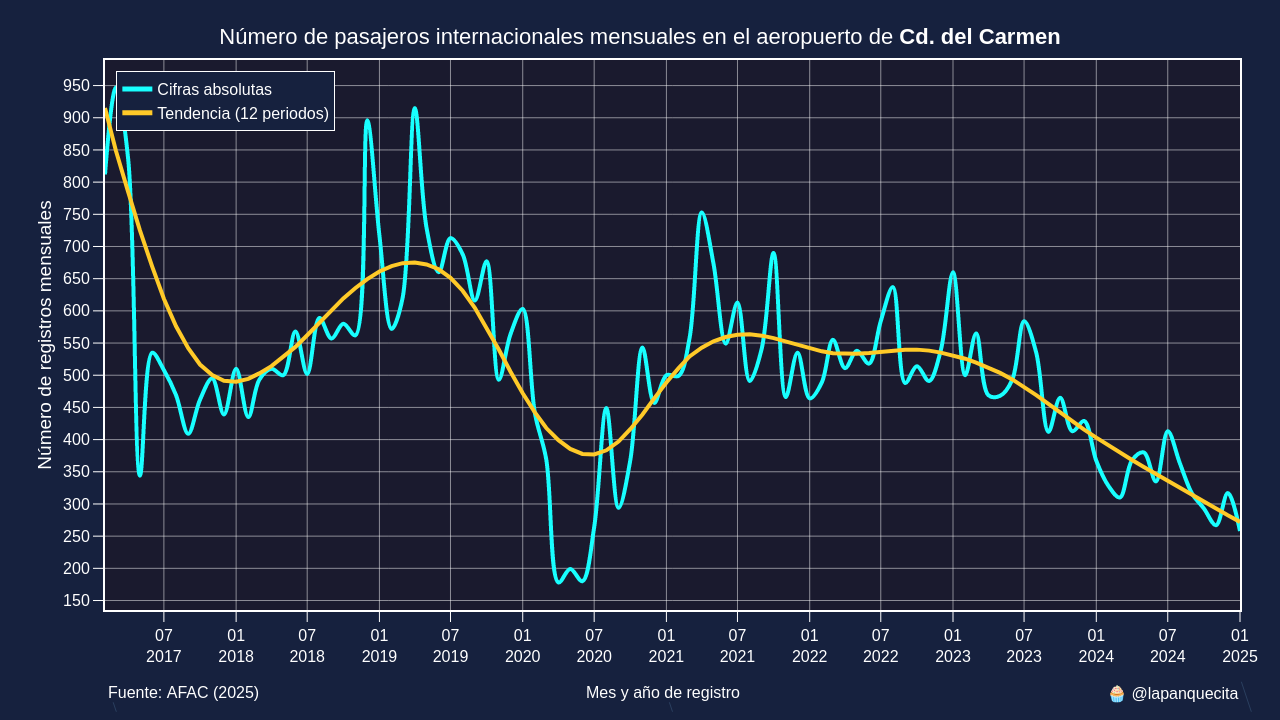 Número de pasajeros internacionales mensuales en el aeropuerto de Cd. del Carmen
Cifras absolutas
Tendencia (12 periodos)
Número de registros mensuales
950
900
850
800
750
700
650
600
550
500
450
400
350
300
250
200
150
07 01 07 01 07 01 07 01 07 01 07 01 07 01 07 01
2017 2018 2018 2019 2019 2020 2020 2021 2021 2022 2022 2023 2023 2024 2024 2025
Fuente: AFAC (2025) Mes y año de registro 🧁 @lapanquecita